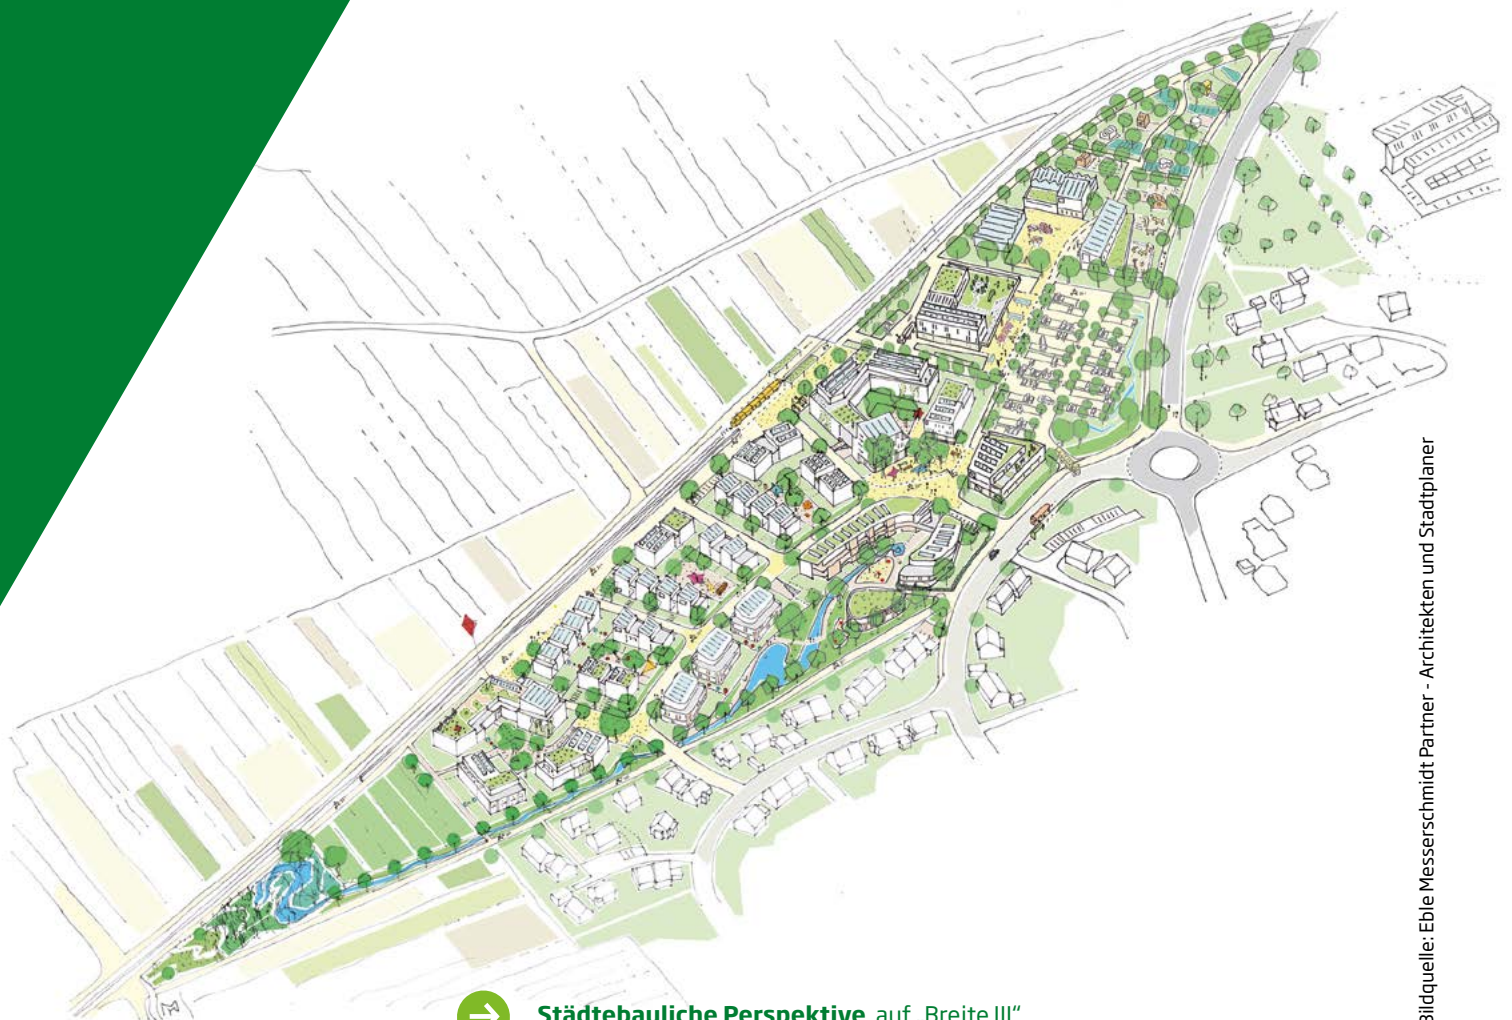 Städtebauliche Perspektive auf „Breite III“
Bildquelle: Eble Messerschmidt Partner - Architekten und Stadtplaner